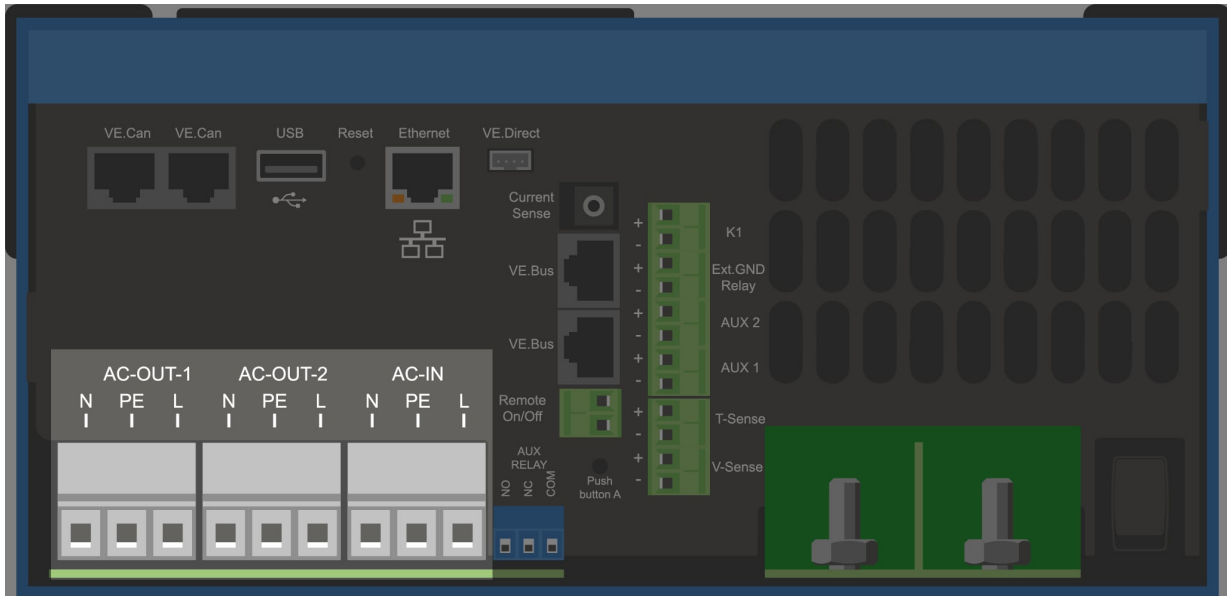 VE.Can VE.Can USB Reset Ethernet VE.Direct
Current
Sense
+
K1
-
VE.Bus
+
Ext.GND
Relay
-
+
AUX 2
-
VE.Bus
+
AUX 1
-
AC-OUT-1 AC-OUT-2 AC-IN
N PE L N PE L N PE L
Remote
On/Off
+
T-Sense
-
AUX
RELAY
+
V-Sense
-
NO NC COM
Push
button A